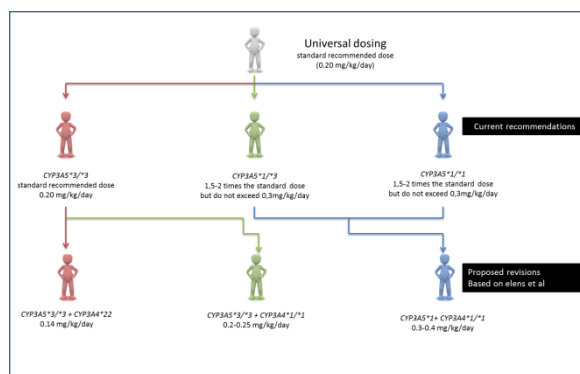 Universal dosing
standard recommended dose
(0.20 mg/kg/day)
Current recommendations
CYP3A5*3/*3
standard recommended dose
0.20 mg/kg/day
CYP3A5*1/*3
1,5-2 times the standard dose
but do not exceed 0,3mg/kg/day
CYP3A5*1/*1
1,5-2 times the standard dose
but do not exceed 0,3mg/kg/day
Proposed revisions
Based on elens et al
CYP3A5*3/*3 + CYP3A4*22
0.14 mg/kg/day
CYP3A5*3/*3 + CYP3A4*1/*1
0.2-0.25 mg/kg/day
CYP3A5*1+ CYP3A4*1/*1
0.3-0.4 mg/kg/day